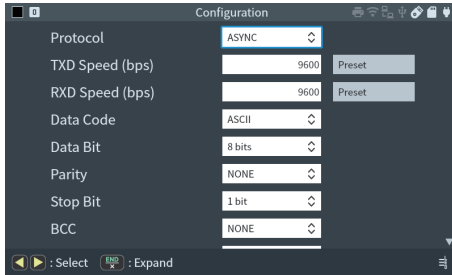 0 Configuration
Protocol ASYNC
TXD Speed (bps) 9600 Preset
RXD Speed (bps) 9600 Preset
Data Code ASCII
Data Bit 8 bits
Parity NONE
Stop Bit 1 bit
BCC NONE
: Select END X : Expand